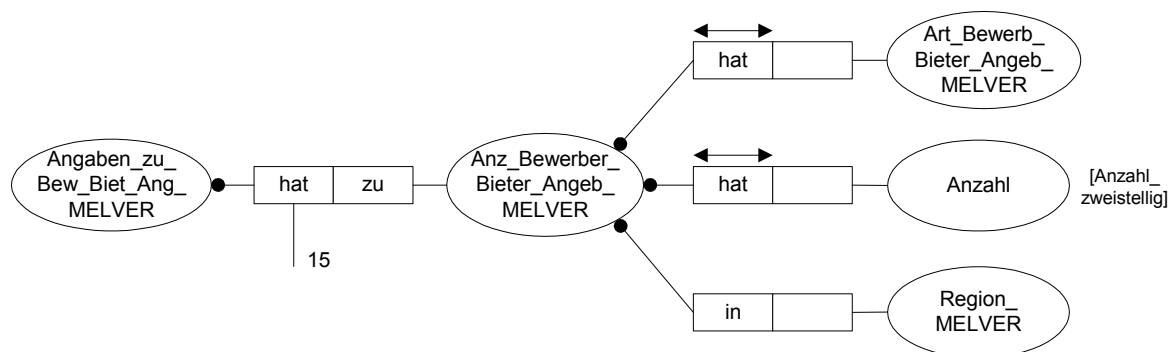 Angaben_zu_
Bew_Biet_Ang_
MELVER
hat
zu
15
Anz_Bewerber_
Bieter_Angeb_
MELVER
hat
Art_Bewerb_
Bieter_Angeb_
MELVER
hat
Anzahl
[Anzahl_
zweistellig]
in
Region_
MELVER